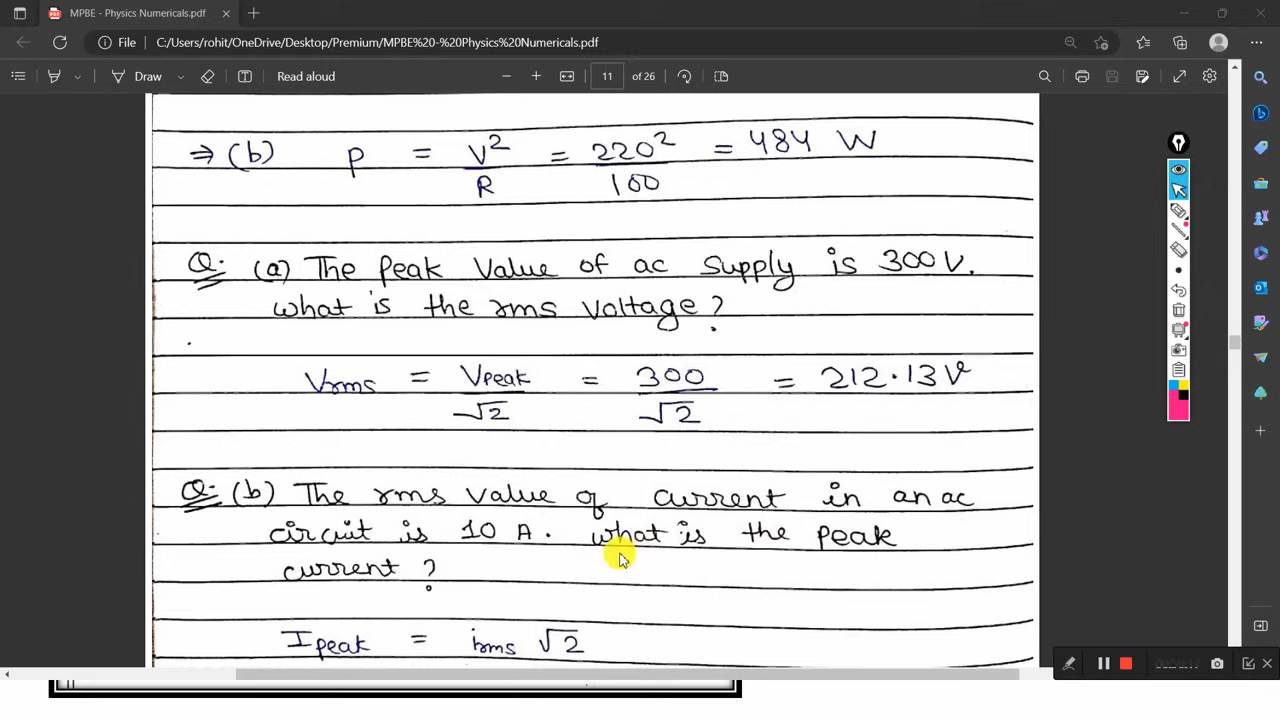 MPBE - Physics Numericals.pdf
File C:/Users/rohit/OneDrive/Desktop/Premium/MPBE%20-%20Physics%20Numericals.pdf
Draw Read aloud 11 of 26
⇒ (b) P = V² / R = 220² / 100 = 484 W
Q: (a) The Peak Value of ac supply is 300V.
what is the rms voltage?
Vrms = VPeak / √2 = 300 / √2 = 212.13 V
Q: (b) The rms value of current in an ac
circuit is 10 A. what is the peak
current ?
Ipeak = irms √2